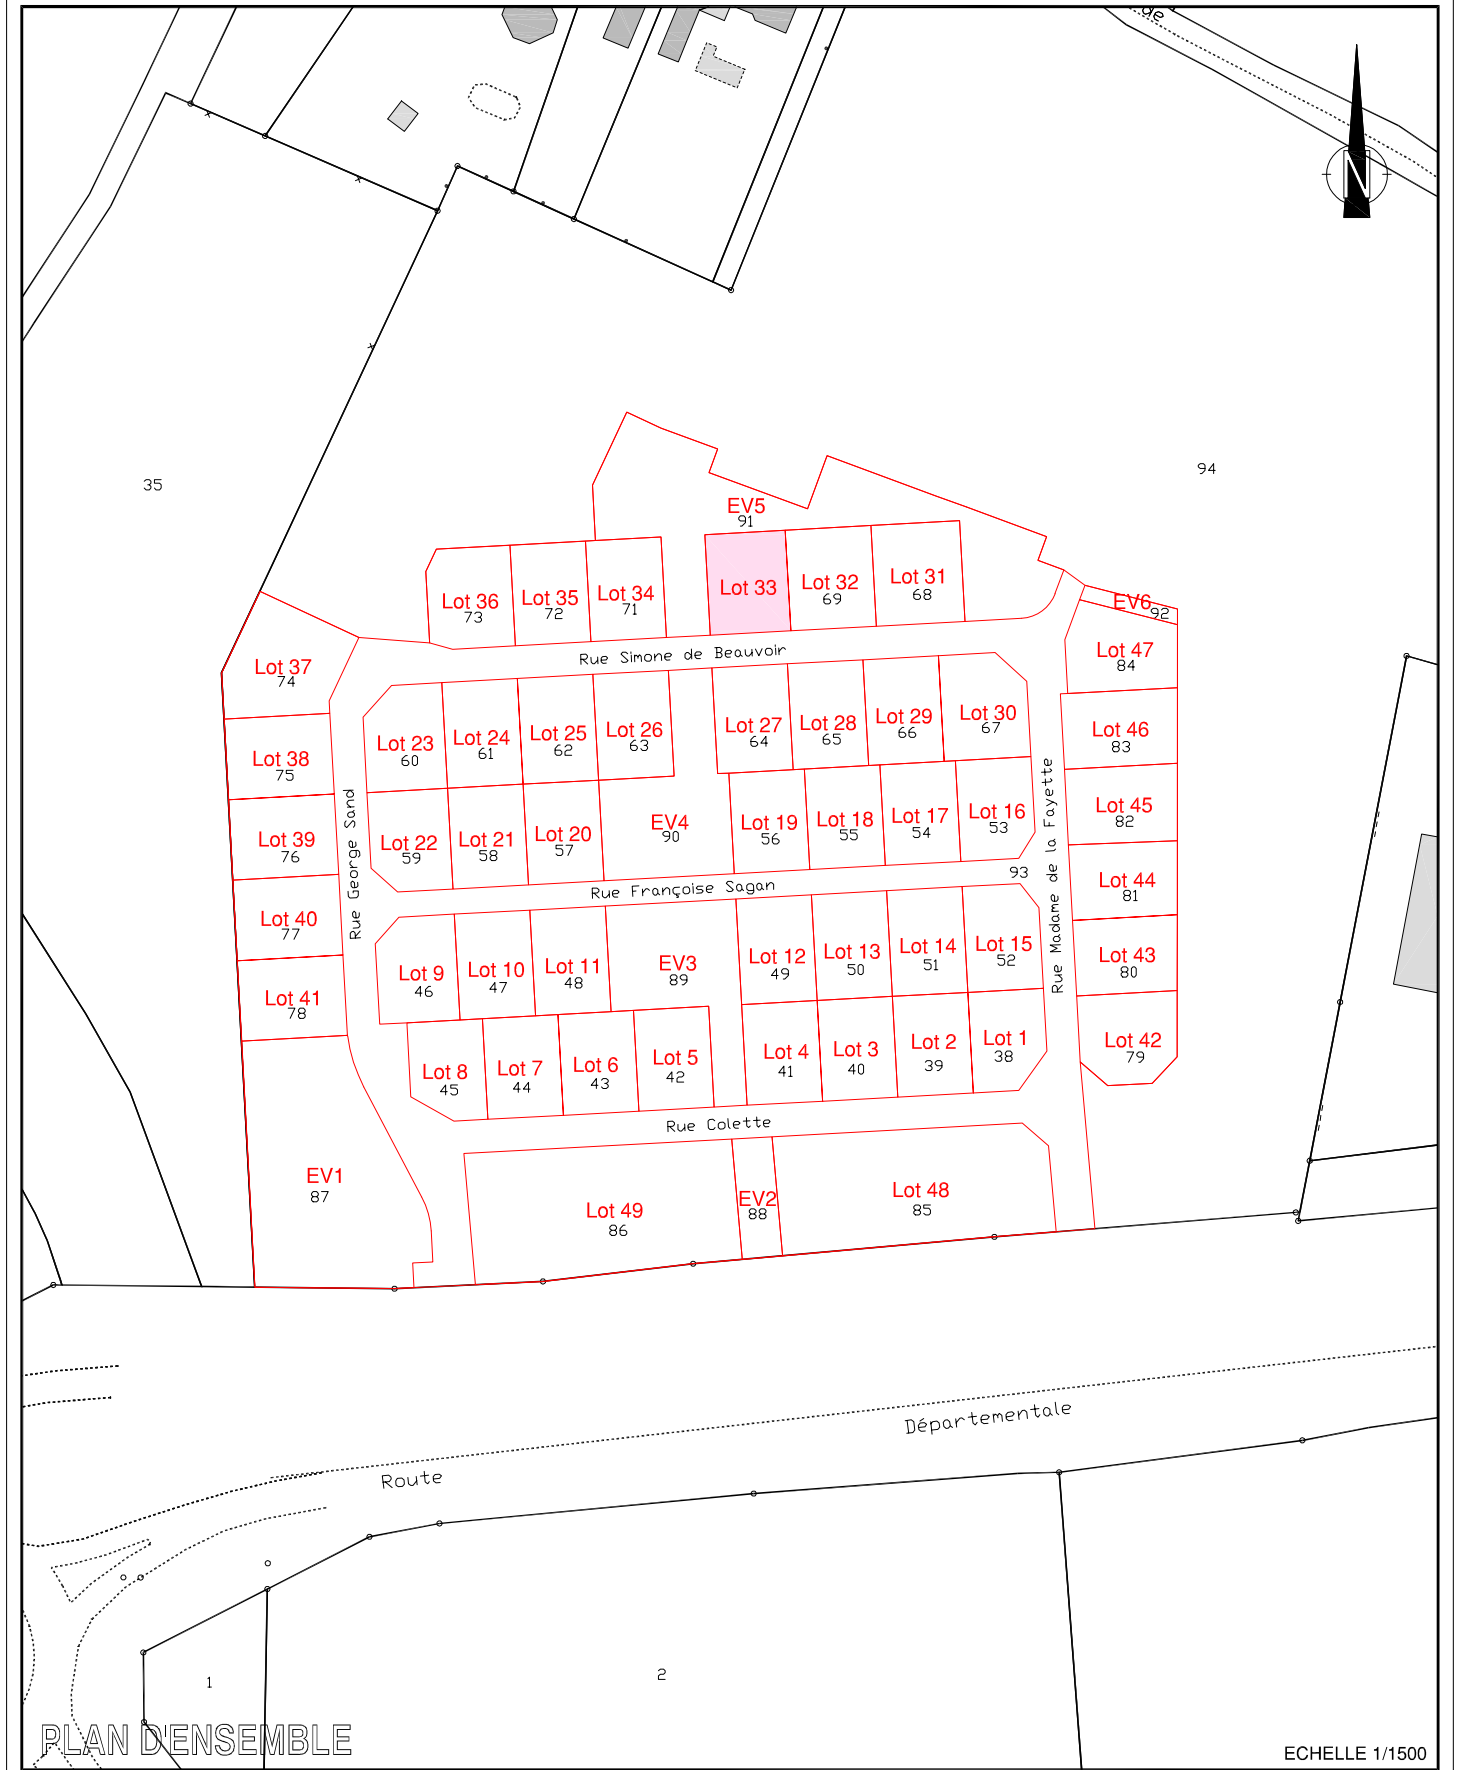 de
N
35
94
EV5
91
Lot 36
73
Lot 35
72
Lot 34
71
Lot 33
Lot 32
69
Lot 31
68
EV6
92
Rue Simone de Beauvoir
Lot 37
74
Lot 47
84
Lot 23
60
Lot 24
61
Lot 25
62
Lot 26
63
Lot 27
64
Lot 28
65
Lot 29
66
Lot 30
67
Lot 38
75
Lot 46
83
Rue George Sand
Rue Madame de la Fayette
Lot 39
76
Lot 22
59
Lot 21
58
Lot 20
57
EV4
90
Lot 19
56
Lot 18
55
Lot 17
54
Lot 16
53
Lot 45
82
Rue Françoise Sagan
93
Lot 40
77
Lot 44
81
Lot 9
46
Lot 10
47
Lot 11
48
EV3
89
Lot 12
49
Lot 13
50
Lot 14
51
Lot 15
52
Lot 43
80
Lot 41
78
Lot 8
45
Lot 7
44
Lot 6
43
Lot 5
42
Lot 4
41
Lot 3
40
Lot 2
39
Lot 1
38
Lot 42
79
Rue Colette
EV1
87
Lot 49
86
EV2
88
Lot 48
85
Route Départementale
1
2
PLAN D'ENSEMBLE
ECHELLE 1/1500